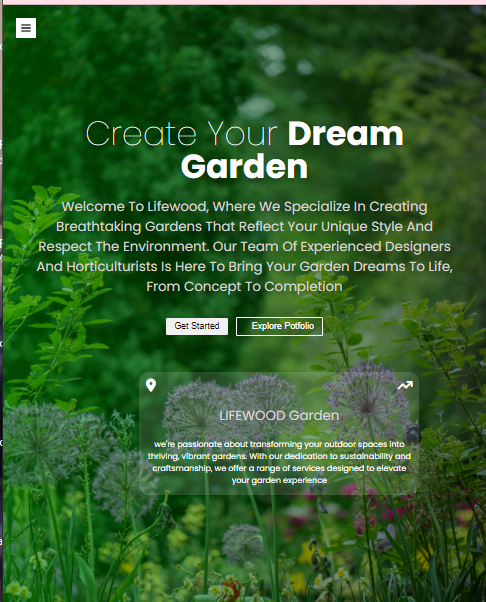 Create Your Dream
Garden
Welcome To Lifewood, Where We Specialize In Creating
Breathtaking Gardens That Reflect Your Unique Style And
Respect The Environment. Our Team Of Experienced Designers
And Horticulturists Is Here To Bring Your Garden Dreams To Life,
From Concept To Completion
Get Started Explore Potfolio
LIFEWOOD Garden
we're passionate about transforming your outdoor spaces into
thriving, vibrant gardens. With our dedication to sustainability and
craftsmanship, we offer a range of services designed to elevate
your garden experience